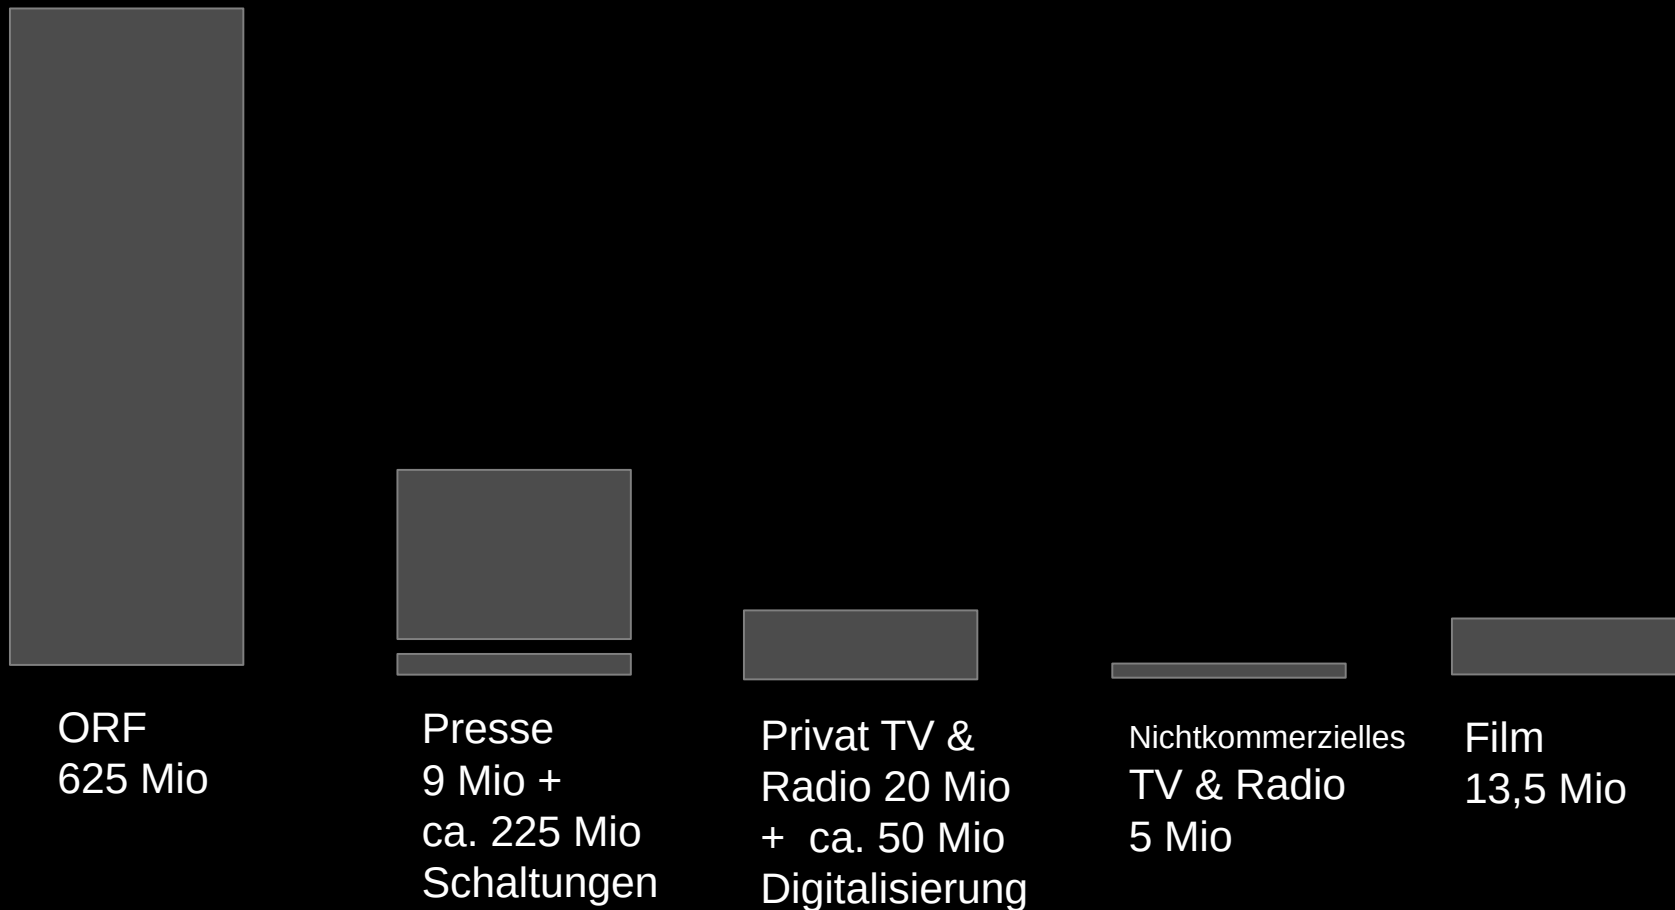 ORF
625 Mio
Presse
9 Mio +
ca. 225 Mio
Schaltungen
Privat TV &
Radio 20 Mio
+ ca. 50 Mio
Digitalisierung
Nichtkommerzielles
TV & Radio
5 Mio
Film
13,5 Mio